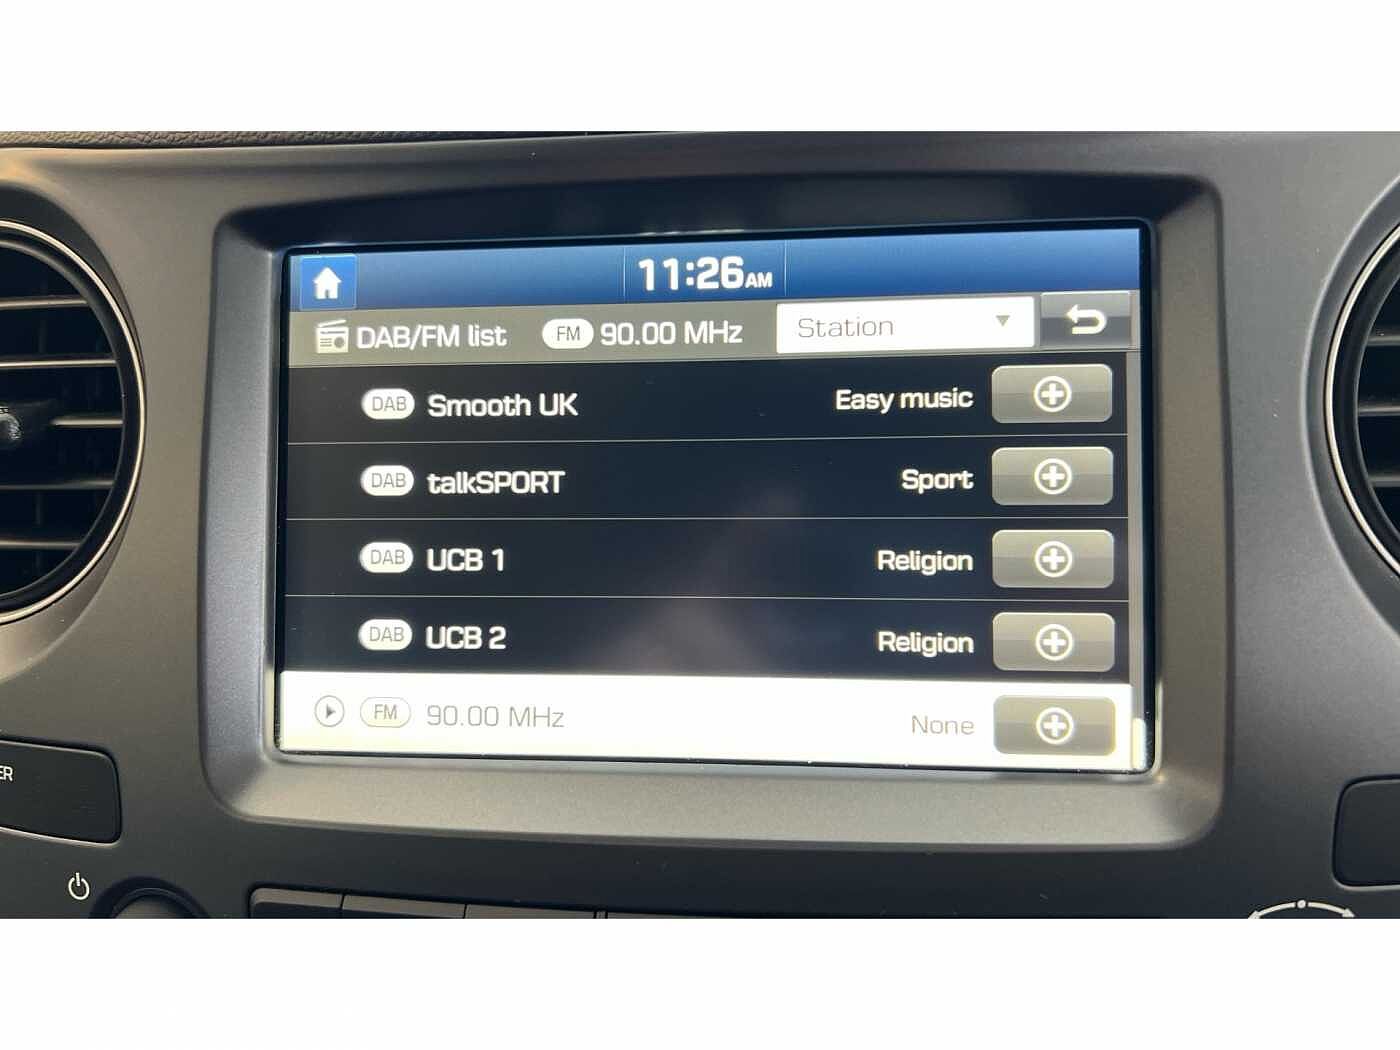 11:26AM
DAB/FM list FM 90.00 MHz Station
DAB Smooth UK Easy music
DAB talkSPORT Sport
DAB UCB 1 Religion
DAB UCB 2 Religion
FM 90.00 MHz None
ER